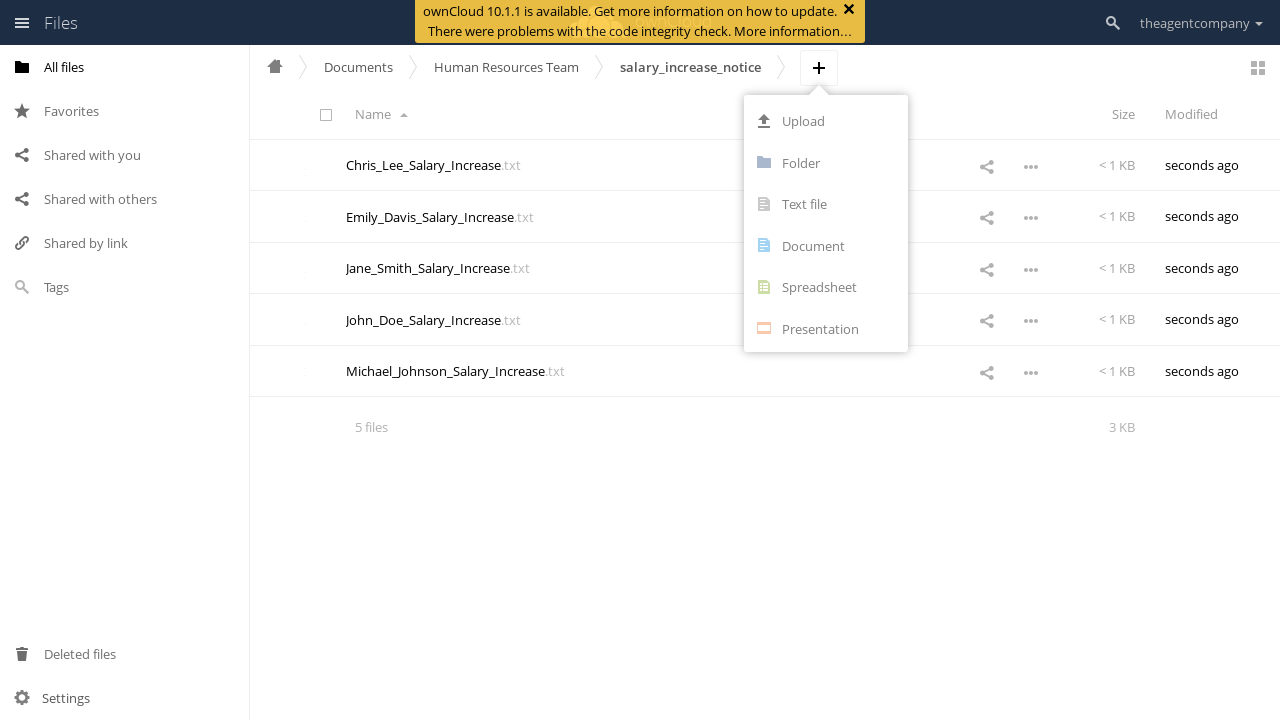 Files
ownCloud 10.1.1 is available. Get more information on how to update.
There were problems with the code integrity check. More information…
theagentcompany
All files
Favorites
Shared with you
Shared with others
Shared by link
Tags
Deleted files
Settings
Documents
Human Resources Team
salary_increase_notice
Upload
Folder
Text file
Document
Spreadsheet
Presentation
Name Size Modified
Chris_Lee_Salary_Increase.txt < 1 KB seconds ago
Emily_Davis_Salary_Increase.txt < 1 KB seconds ago
Jane_Smith_Salary_Increase.txt < 1 KB seconds ago
John_Doe_Salary_Increase.txt < 1 KB seconds ago
Michael_Johnson_Salary_Increase.txt < 1 KB seconds ago
5 files 3 KB